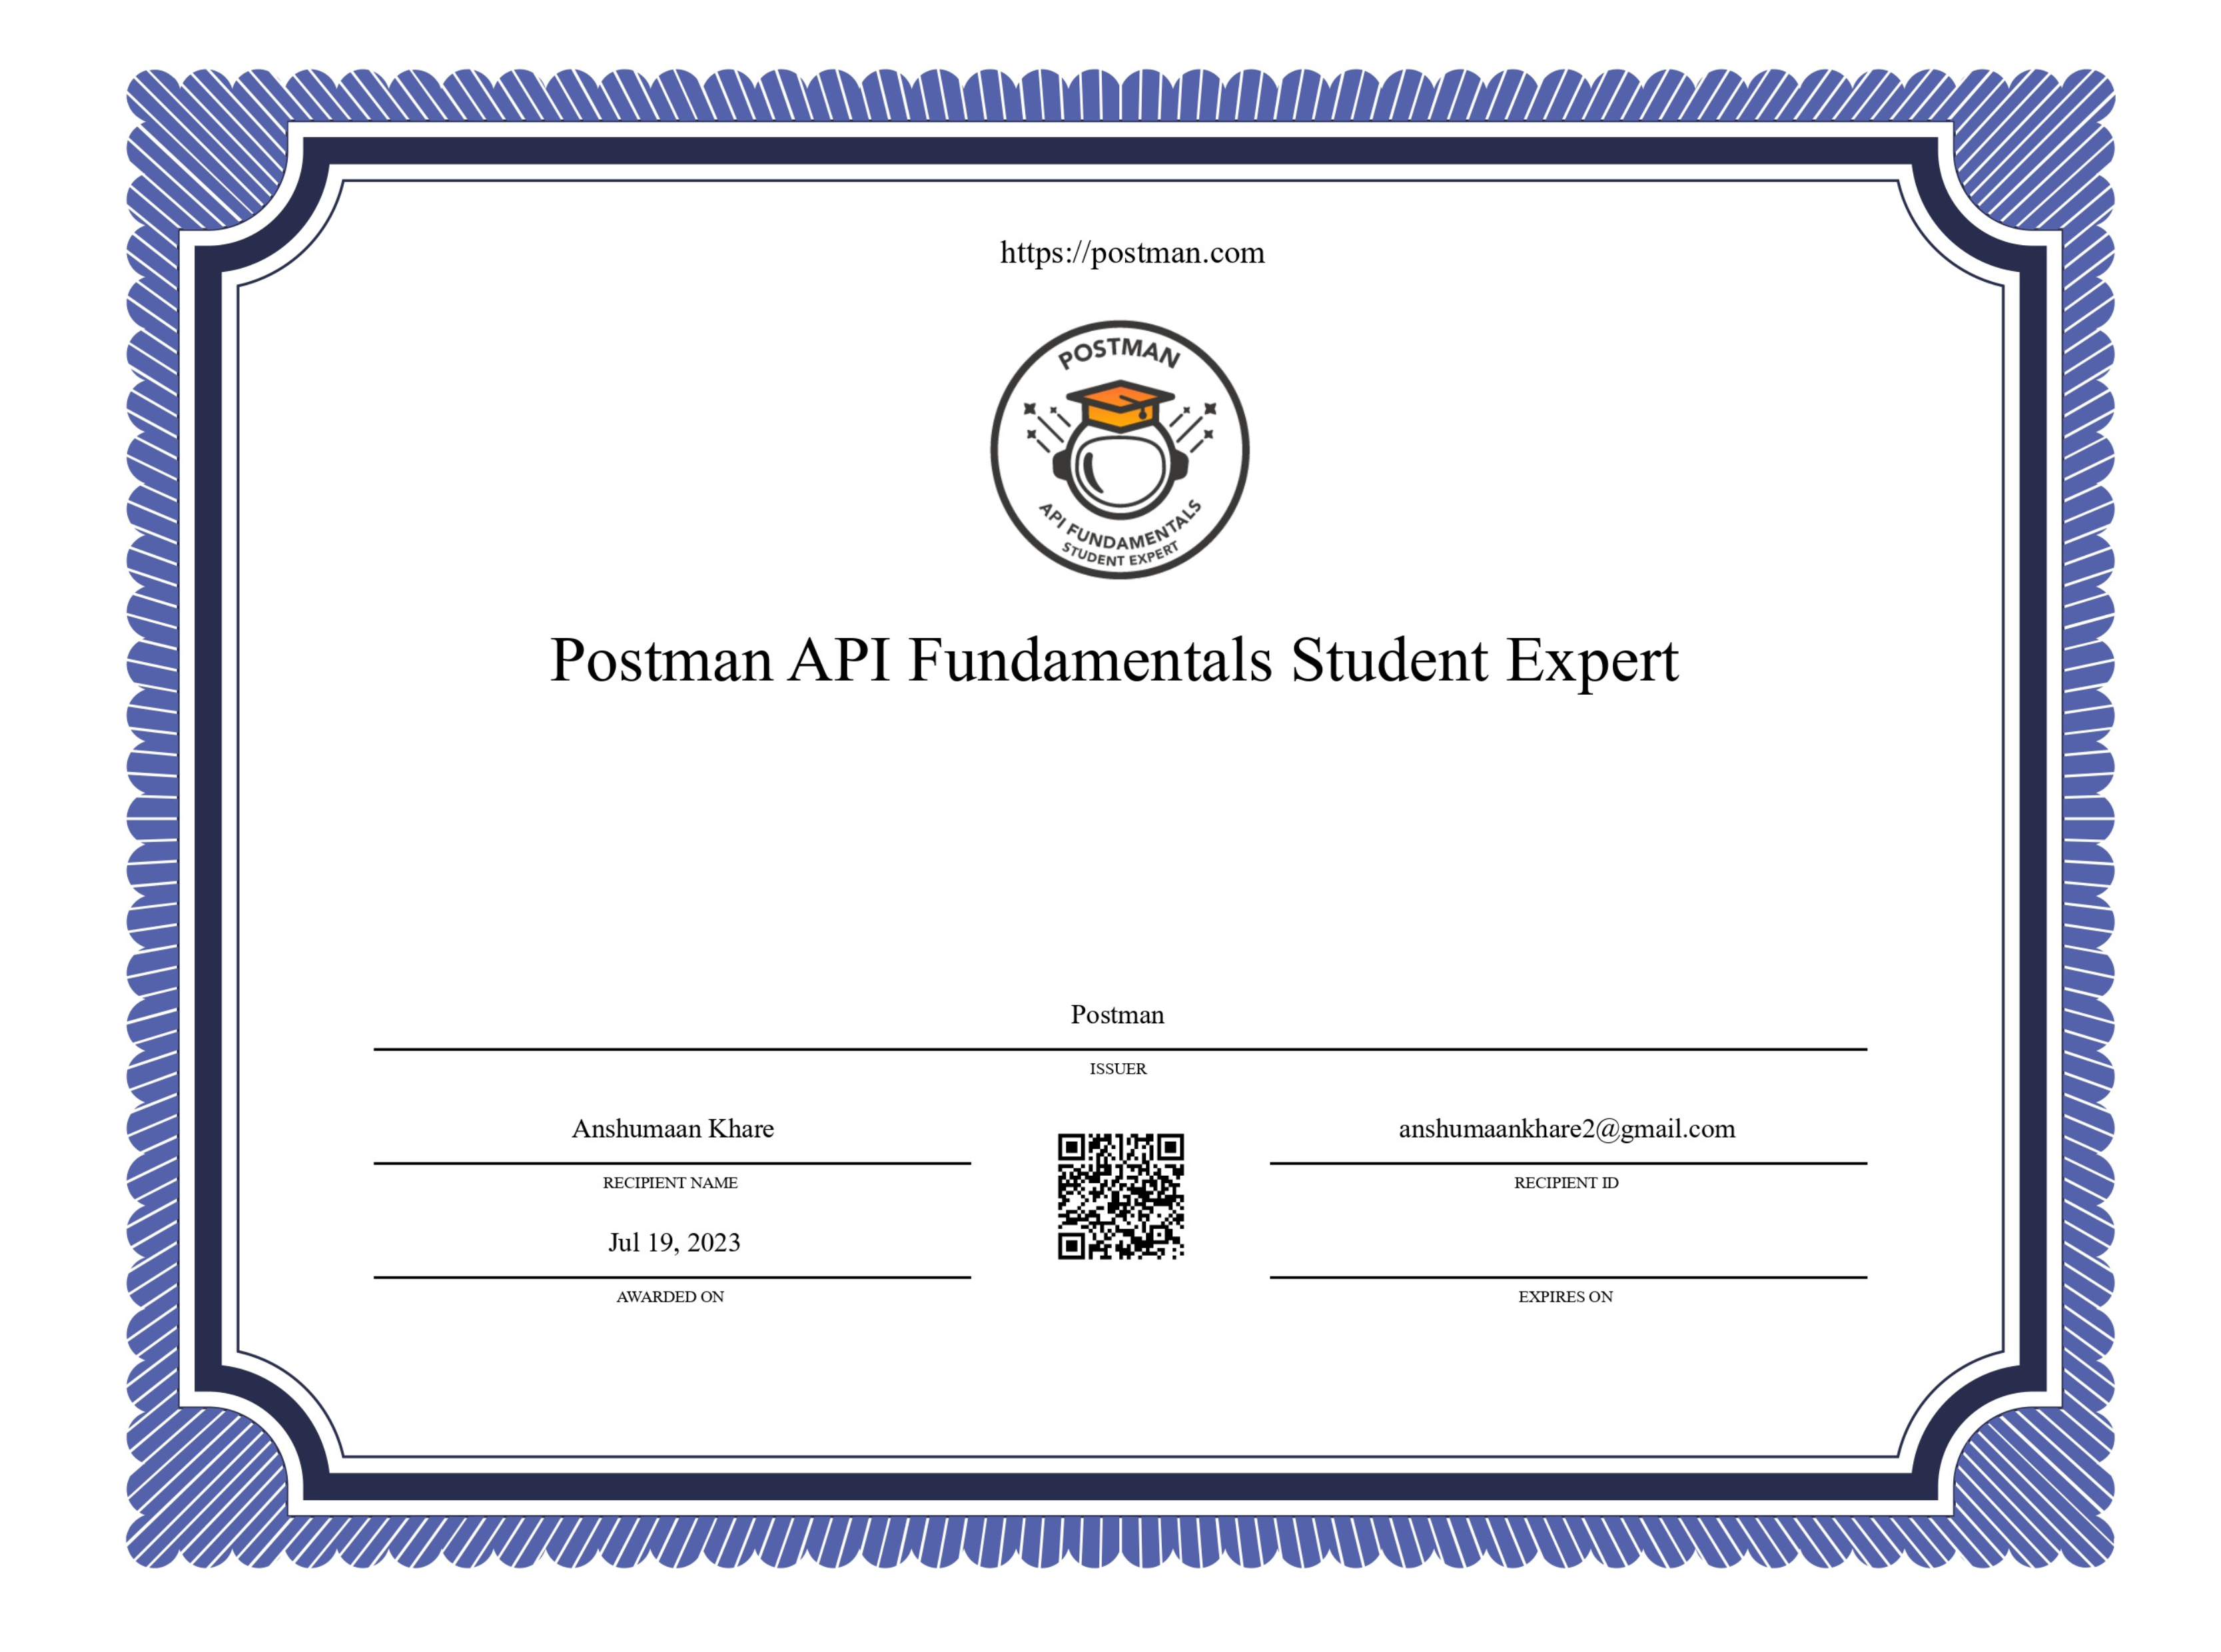 https://postman.com
POSTMAN
API FUNDAMENTALS
STUDENT EXPERT
Postman API Fundamentals Student Expert
Postman
ISSUER
Anshumaan Khare
RECIPIENT NAME
anshumaankhare2@gmail.com
RECIPIENT ID
Jul 19, 2023
AWARDED ON
EXPIRES ON